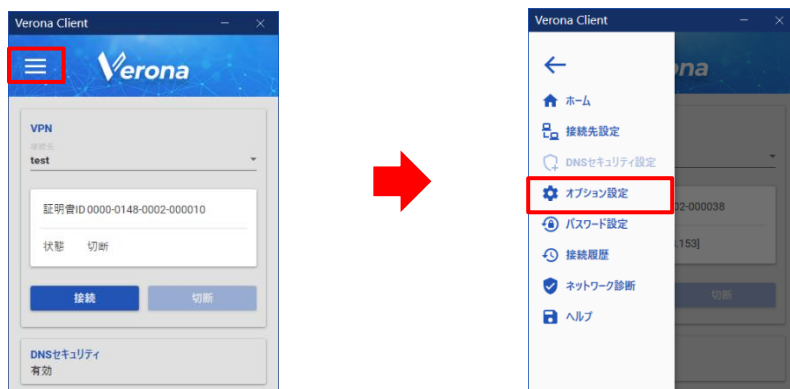 Verona Client
Verona
VPN
接続先
test
証明書ID 0000-0148-0002-000010
状態 切断
接続 切断
DNSセキュリティ
有効
Verona Client
ona
ホーム
接続先設定
DNSセキュリティ設定
オプション設定
02-000038
パスワード設定
.153]
接続履歴
ネットワーク診断
切断
ヘルプ